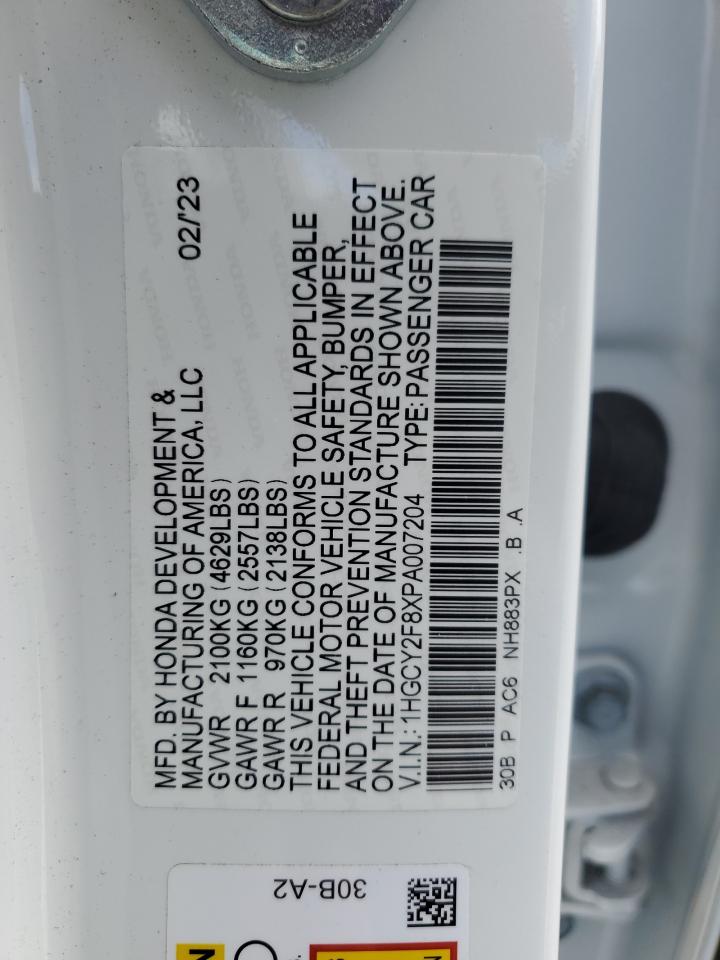 MFD. BY HONDA DEVELOPMENT &
MANUFACTURING OF AMERICA, LLC 02/'23
GVWR 2100KG (4629LBS)
GAWR F 1160KG (2557LBS)
GAWR R 970KG (2138LBS)
THIS VEHICLE CONFORMS TO ALL APPLICABLE
FEDERAL MOTOR VEHICLE SAFETY, BUMPER,
AND THEFT PREVENTION STANDARDS IN EFFECT
ON THE DATE OF MANUFACTURE SHOWN ABOVE.
V.I.N.: 1HGCY2F8XPA007204 TYPE: PASSENGER CAR
30B P AC6 NH883PX .B .A
30B-A2